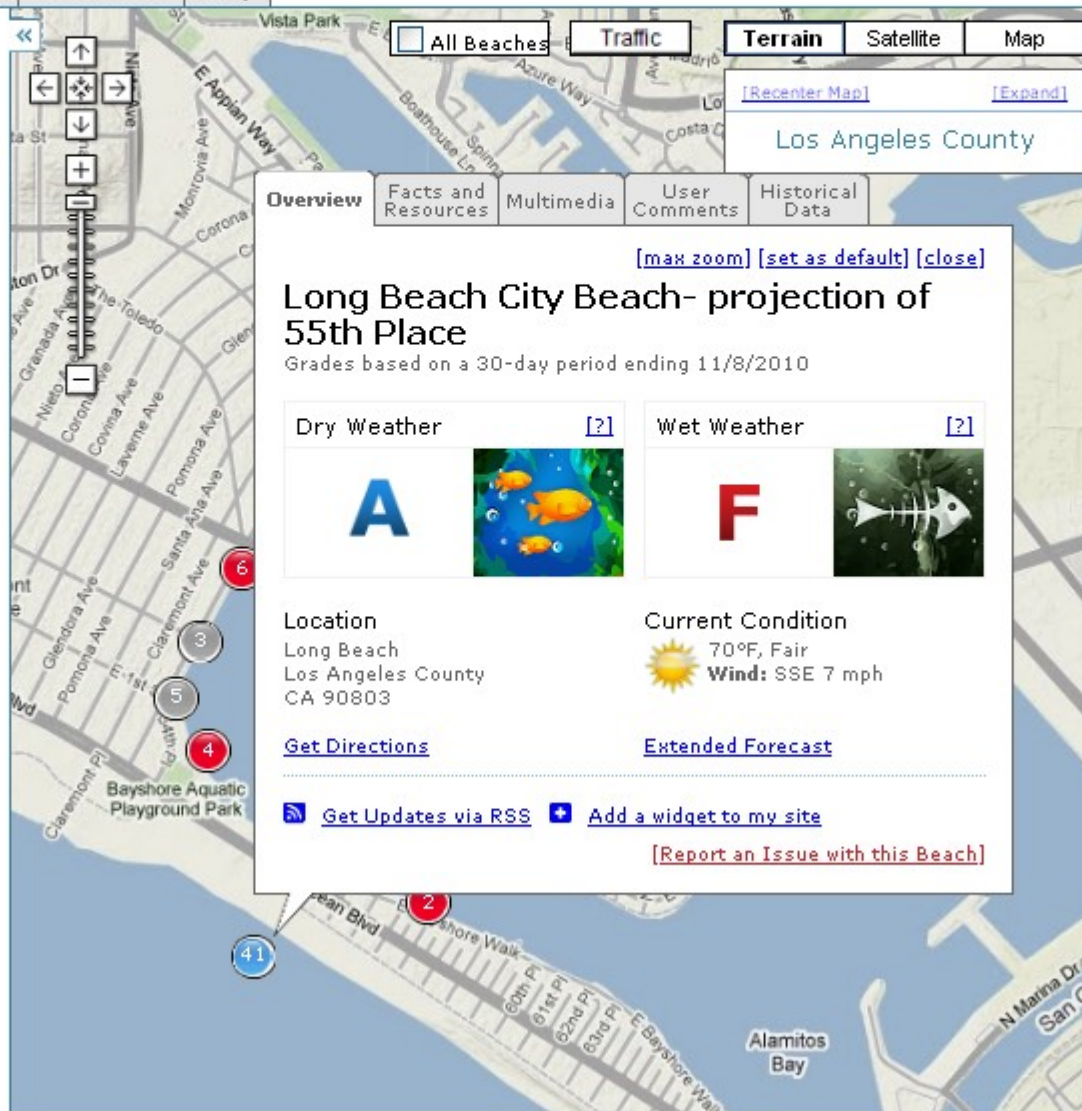 Vista Park
All Beaches
Traffic
Terrain
Satellite
Map
[Recenter Map]
[Expand]
Los Angeles County
E Appian Way
Boathouse Ln
Azure Way
Monrovia Ave
Corona
Overview
Facts and
Resources
Multimedia
User
Comments
Historical
Data
[max zoom] [set as default] [close]
Long Beach City Beach- projection of
55th Place
Grades based on a 30-day period ending 11/8/2010
Dry Weather
[?]
Wet Weather
[?]
A
F
Location
Long Beach
Los Angeles County
CA 90803
Current Condition
70°F, Fair
Wind: SSE 7 mph
Get Directions
Extended Forecast
Get Updates via RSS
Add a widget to my site
[Report an Issue with this Beach]
The Toledo
Granada Ave
Covina Ave
Laverne Ave
Pomona Ave
Santa Ana Ave
Claremont Ave
Glendora Ave
Pomona Ave
6
3
5
4
Bayshore Aquatic
Playground Park
Claremont Pl
2
41
60th Pl
61st Pl
62nd Pl
63rd Pl
E Bayshore Walk
Alamitos
Bay
N Marina Dr